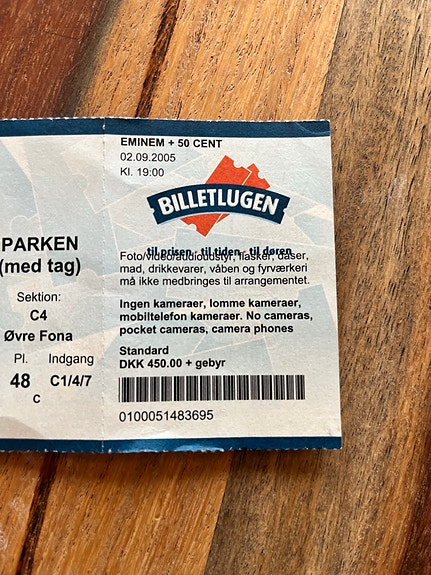 PARKEN
(med tag)
Sektion:
C4
Øvre Fona
Pl. Indgang
48 C1/4/7
C
EMINEM + 50 CENT
02.09.2005
Kl. 19:00
BILLETLUGEN
til prisen - til tiden - til døren
Foto/video/audioudstyr, flasker, dåser,
mad, drikkevarer, våben og fyrværkeri
må ikke medbringes til arrangementet.
Ingen kameraer, lomme kameraer,
mobiltelefon kameraer. No cameras,
pocket cameras, camera phones
Standard
DKK 450.00 + gebyr
0100051483695